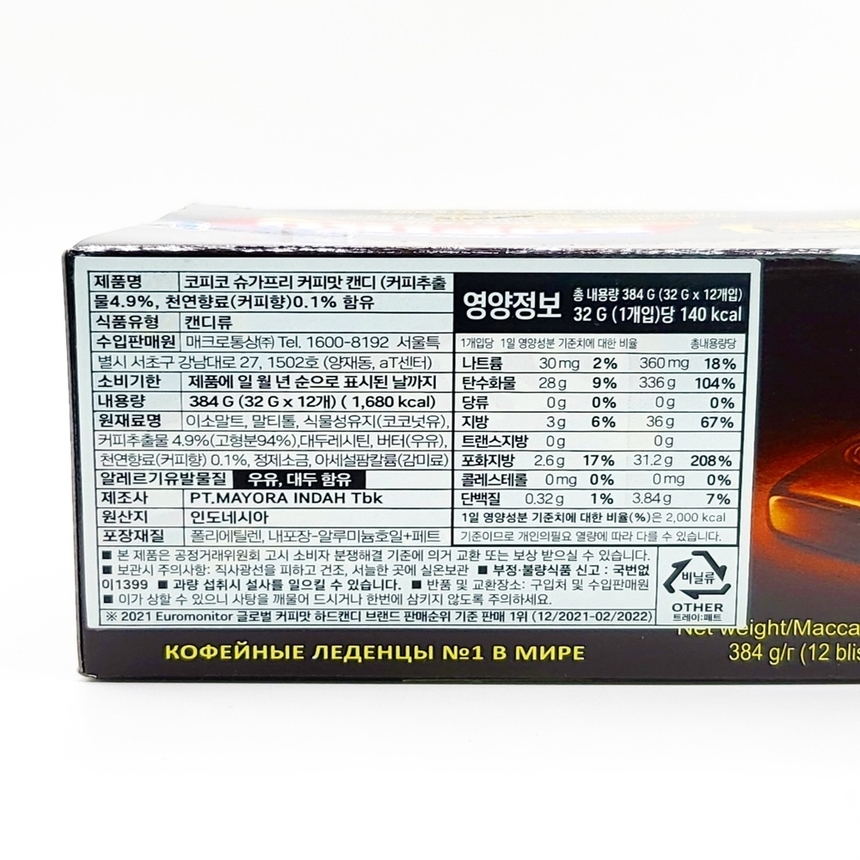 제품명 코피코 슈가프리 커피맛 캔디 (커피추출
물4.9%, 천연향료(커피향)0.1% 함유
식품유형 캔디류
수입판매원 매크로통상㈜ Tel. 1600-8192 서울특
별시 서초구 강남대로 27, 1502호 (양재동, aT센터)
소비기한 제품에 일 월 년 순으로 표시된 날까지
내용량 384 G (32 G x 12개) ( 1,680 kcal)
원재료명 이소말트, 말티톨, 식물성유지(코코넛유),
커피추출물 4.9%(고형분94%),대두레시틴, 버터(우유),
천연향료(커피향) 0.1%, 정제소금, 아세설팜칼륨(감미료)
알레르기유발물질 우유, 대두 함유
제조사 PT.MAYORA INDAH Tbk
원산지 인도네시아
포장재질 폴리에틸렌, 내포장-알루미늄호일+페트
영양정보 총 내용량 384 G (32 G x 12개입)
32 G (1개입)당 140 kcal
1개입당 1일 영양성분 기준치에 대한 비율 총내용량당
나트륨 30 mg 2% 360 mg 18%
탄수화물 28 g 9% 336 g 104%
당류 0 g 0% 0 g 0%
지방 3 g 6% 36 g 67%
트랜스지방 0 g 0 g
포화지방 2.6 g 17% 31.2 g 208%
콜레스테롤 0 mg 0% 0 mg 0%
단백질 0.32 g 1% 3.84 g 7%
1일 영양성분 기준치에 대한 비율(%)은 2,000 kcal
기준이므로 개인의필요 열량에 따라 다를 수 있습니다.
■ 본 제품은 공정거래위원회 고시 소비자 분쟁해결 기준에 의거 교환 또는 보상 받으실 수 있습니다.
■ 보관시 주의사항: 직사광선을 피하고 건조, 서늘한 곳에 실온보관 ■ 부정·불량식품 신고 : 국번없
이1399 ■ 과량 섭취시 설사를 일으킬 수 있습니다. ■ 반품 및 교환장소: 구입처 및 수입판매원
■ 이가 상할 수 있으니 사탕을 깨물어 드시거나 한번에 삼키지 않도록 주의하세요.
※ 2021 Euromonitor 글로벌 커피맛 하드캔디 브랜드 판매순위 기준 판매 1위 (12/2021-02/2022)
비닐류
OTHER
트레이:페트
Net weight/Масса
384 g/г (12 blis
КОФЕЙНЫЕ ЛЕДЕНЦЫ №1 В МИРЕ